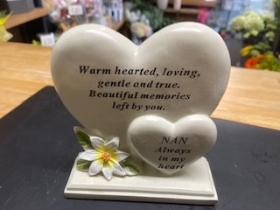 Warm hearted, loving,
gentle and true.
Beautiful memories
left by you.
NAN
Always
in my
heart